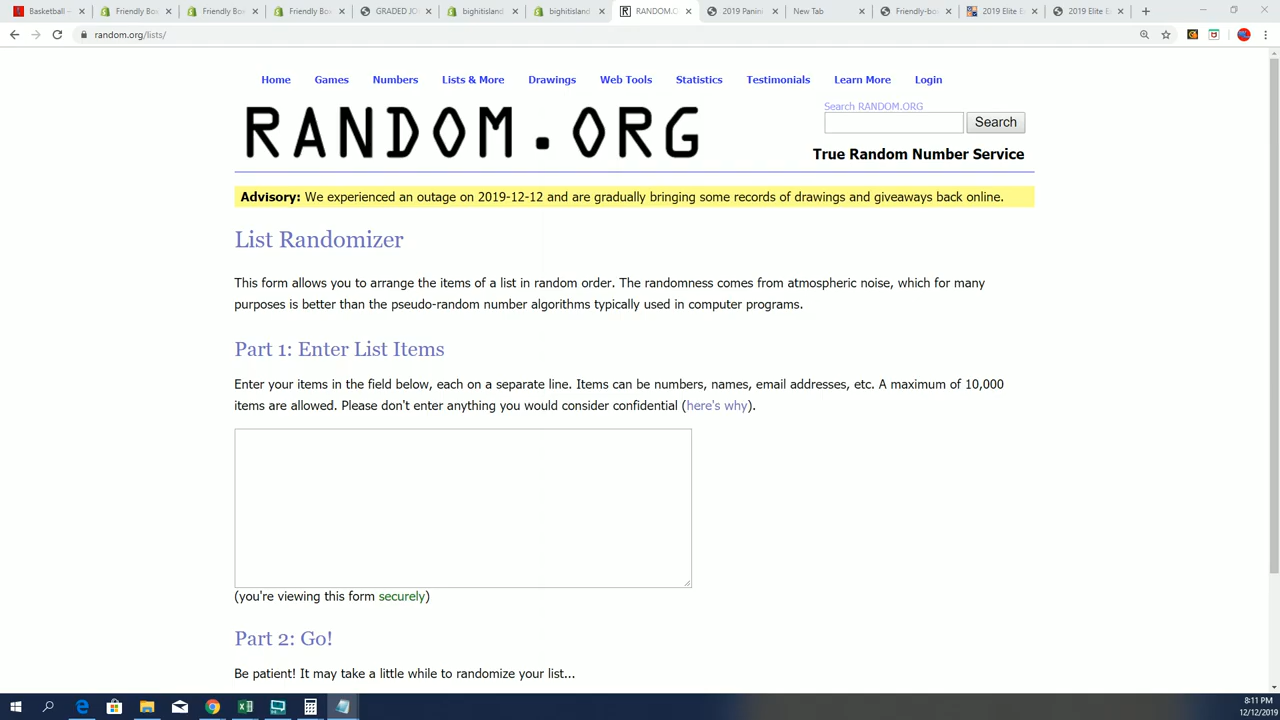 Basketball -
Friendly Bo
Friendly Bo
Friendly Bo
GRADED JO
bighitisland
bighitisland
RANDOM.O
2019 Panini
New Tab
Friendly-bo
2019 Elite E
2019 Elite E
random.org/lists/
Home Games Numbers Lists & More Drawings Web Tools Statistics Testimonials Learn More Login
RANDOM.ORG
Search RANDOM.ORG
Search
True Random Number Service
Advisory: We experienced an outage on 2019-12-12 and are gradually bringing some records of drawings and giveaways back online.
List Randomizer
This form allows you to arrange the items of a list in random order. The randomness comes from atmospheric noise, which for many
purposes is better than the pseudo-random number algorithms typically used in computer programs.
Part 1: Enter List Items
Enter your items in the field below, each on a separate line. Items can be numbers, names, email addresses, etc. A maximum of 10,000
items are allowed. Please don't enter anything you would consider confidential (here's why).
(you're viewing this form securely)
Part 2: Go!
Be patient! It may take a little while to randomize your list...
8:11 PM
12/12/2019